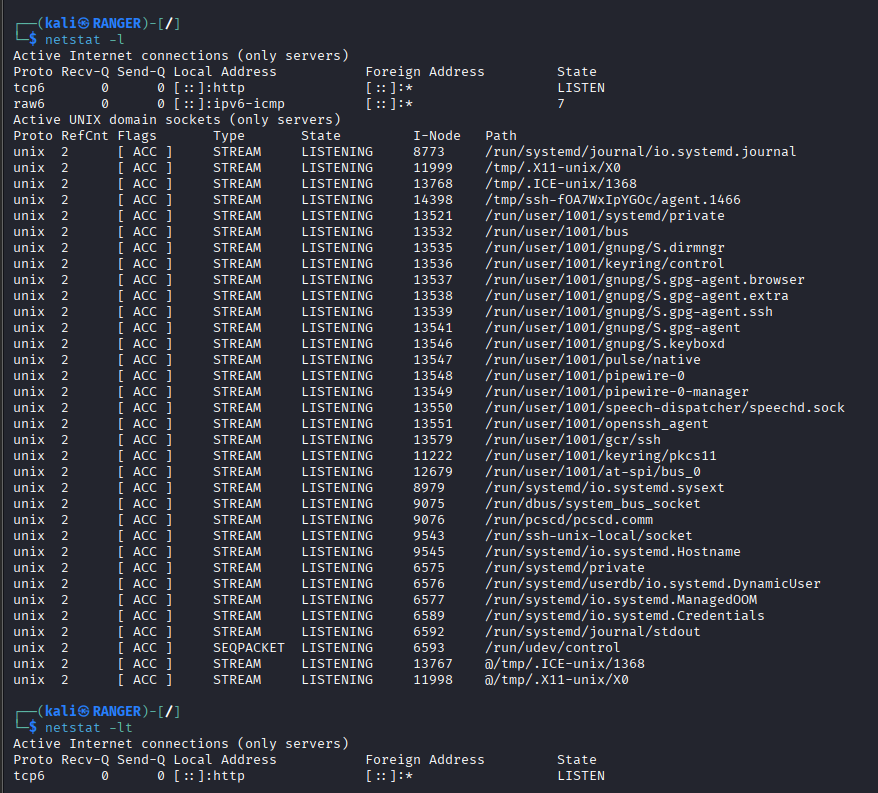 ┌──(kali㉿RANGER)-[/]
└─$ netstat -l
Active Internet connections (only servers)
Proto Recv-Q Send-Q Local Address           Foreign Address         State
tcp6       0      0 [::]:http               [::]:*                  LISTEN
raw6       0      0 [::]:ipv6-icmp          [::]:*                  7
Active UNIX domain sockets (only servers)
Proto RefCnt Flags       Type       State         I-Node   Path
unix  2      [ ACC ]     STREAM     LISTENING     8773     /run/systemd/journal/io.systemd.journal
unix  2      [ ACC ]     STREAM     LISTENING     11999    /tmp/.X11-unix/X0
unix  2      [ ACC ]     STREAM     LISTENING     13768    /tmp/.ICE-unix/1368
unix  2      [ ACC ]     STREAM     LISTENING     14398    /tmp/ssh-fOA7WxIpYGOc/agent.1466
unix  2      [ ACC ]     STREAM     LISTENING     13521    /run/user/1001/systemd/private
unix  2      [ ACC ]     STREAM     LISTENING     13532    /run/user/1001/bus
unix  2      [ ACC ]     STREAM     LISTENING     13535    /run/user/1001/gnupg/S.dirmngr
unix  2      [ ACC ]     STREAM     LISTENING     13536    /run/user/1001/keyring/control
unix  2      [ ACC ]     STREAM     LISTENING     13537    /run/user/1001/gnupg/S.gpg-agent.browser
unix  2      [ ACC ]     STREAM     LISTENING     13538    /run/user/1001/gnupg/S.gpg-agent.extra
unix  2      [ ACC ]     STREAM     LISTENING     13539    /run/user/1001/gnupg/S.gpg-agent.ssh
unix  2      [ ACC ]     STREAM     LISTENING     13541    /run/user/1001/gnupg/S.gpg-agent
unix  2      [ ACC ]     STREAM     LISTENING     13546    /run/user/1001/gnupg/S.keyboxd
unix  2      [ ACC ]     STREAM     LISTENING     13547    /run/user/1001/pulse/native
unix  2      [ ACC ]     STREAM     LISTENING     13548    /run/user/1001/pipewire-0
unix  2      [ ACC ]     STREAM     LISTENING     13549    /run/user/1001/pipewire-0-manager
unix  2      [ ACC ]     STREAM     LISTENING     13550    /run/user/1001/speech-dispatcher/speechd.sock
unix  2      [ ACC ]     STREAM     LISTENING     13551    /run/user/1001/openssh_agent
unix  2      [ ACC ]     STREAM     LISTENING     13579    /run/user/1001/gcr/ssh
unix  2      [ ACC ]     STREAM     LISTENING     11222    /run/user/1001/keyring/pkcs11
unix  2      [ ACC ]     STREAM     LISTENING     12679    /run/user/1001/at-spi/bus_0
unix  2      [ ACC ]     STREAM     LISTENING     8979     /run/systemd/io.systemd.sysext
unix  2      [ ACC ]     STREAM     LISTENING     9075     /run/dbus/system_bus_socket
unix  2      [ ACC ]     STREAM     LISTENING     9076     /run/pcscd/pcscd.comm
unix  2      [ ACC ]     STREAM     LISTENING     9543     /run/ssh-unix-local/socket
unix  2      [ ACC ]     STREAM     LISTENING     9545     /run/systemd/io.systemd.Hostname
unix  2      [ ACC ]     STREAM     LISTENING     6575     /run/systemd/private
unix  2      [ ACC ]     STREAM     LISTENING     6576     /run/systemd/userdb/io.systemd.DynamicUser
unix  2      [ ACC ]     STREAM     LISTENING     6577     /run/systemd/io.systemd.ManagedOOM
unix  2      [ ACC ]     STREAM     LISTENING     6589     /run/systemd/io.systemd.Credentials
unix  2      [ ACC ]     STREAM     LISTENING     6592     /run/systemd/journal/stdout
unix  2      [ ACC ]     SEQPACKET  LISTENING     6593     /run/udev/control
unix  2      [ ACC ]     STREAM     LISTENING     13767    @/tmp/.ICE-unix/1368
unix  2      [ ACC ]     STREAM     LISTENING     11998    @/tmp/.X11-unix/X0
┌──(kali㉿RANGER)-[/]
└─$ netstat -lt
Active Internet connections (only servers)
Proto Recv-Q Send-Q Local Address           Foreign Address         State
tcp6       0      0 [::]:http               [::]:*                  LISTEN